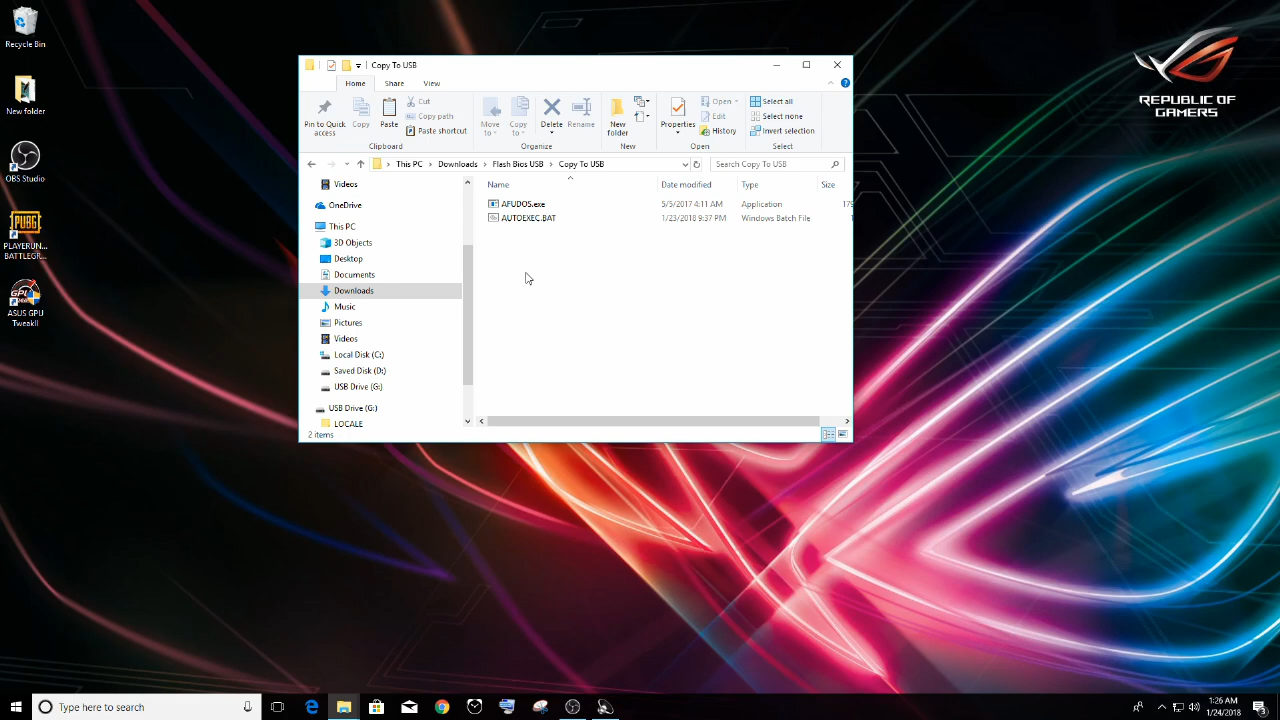 Recycle Bin
New folder
OBS Studio
PLAYERUN...
BATTLEGR...
ASUS GPU
TweakII
REPUBLIC OF
GAMERS
Copy To USB
Home
Share
View
Pin to Quick
access
Copy
Paste
Cut
Copy path
Paste shortcut
Clipboard
Move
to
Copy
to
Delete
Rename
Organize
New
folder
New
Properties
Open
Edit
History
Open
Select all
Select none
Invert selection
Select
This PC
Downloads
Flash Bios USB
Copy To USB
Search Copy To USB
Videos
OneDrive
This PC
3D Objects
Desktop
Documents
Downloads
Music
Pictures
Videos
Local Disk (C:)
Saved Disk (D:)
USB Drive (G:)
USB Drive (G:)
LOCALE
Name
Date modified
Type
Size
AFUDOS.exe
5/5/2017 4:11 AM
Application
179
AUTOEXEC.BAT
1/23/2018 9:37 PM
Windows Batch File
1
2 items
Type here to search
1:26 AM
1/24/2018
3